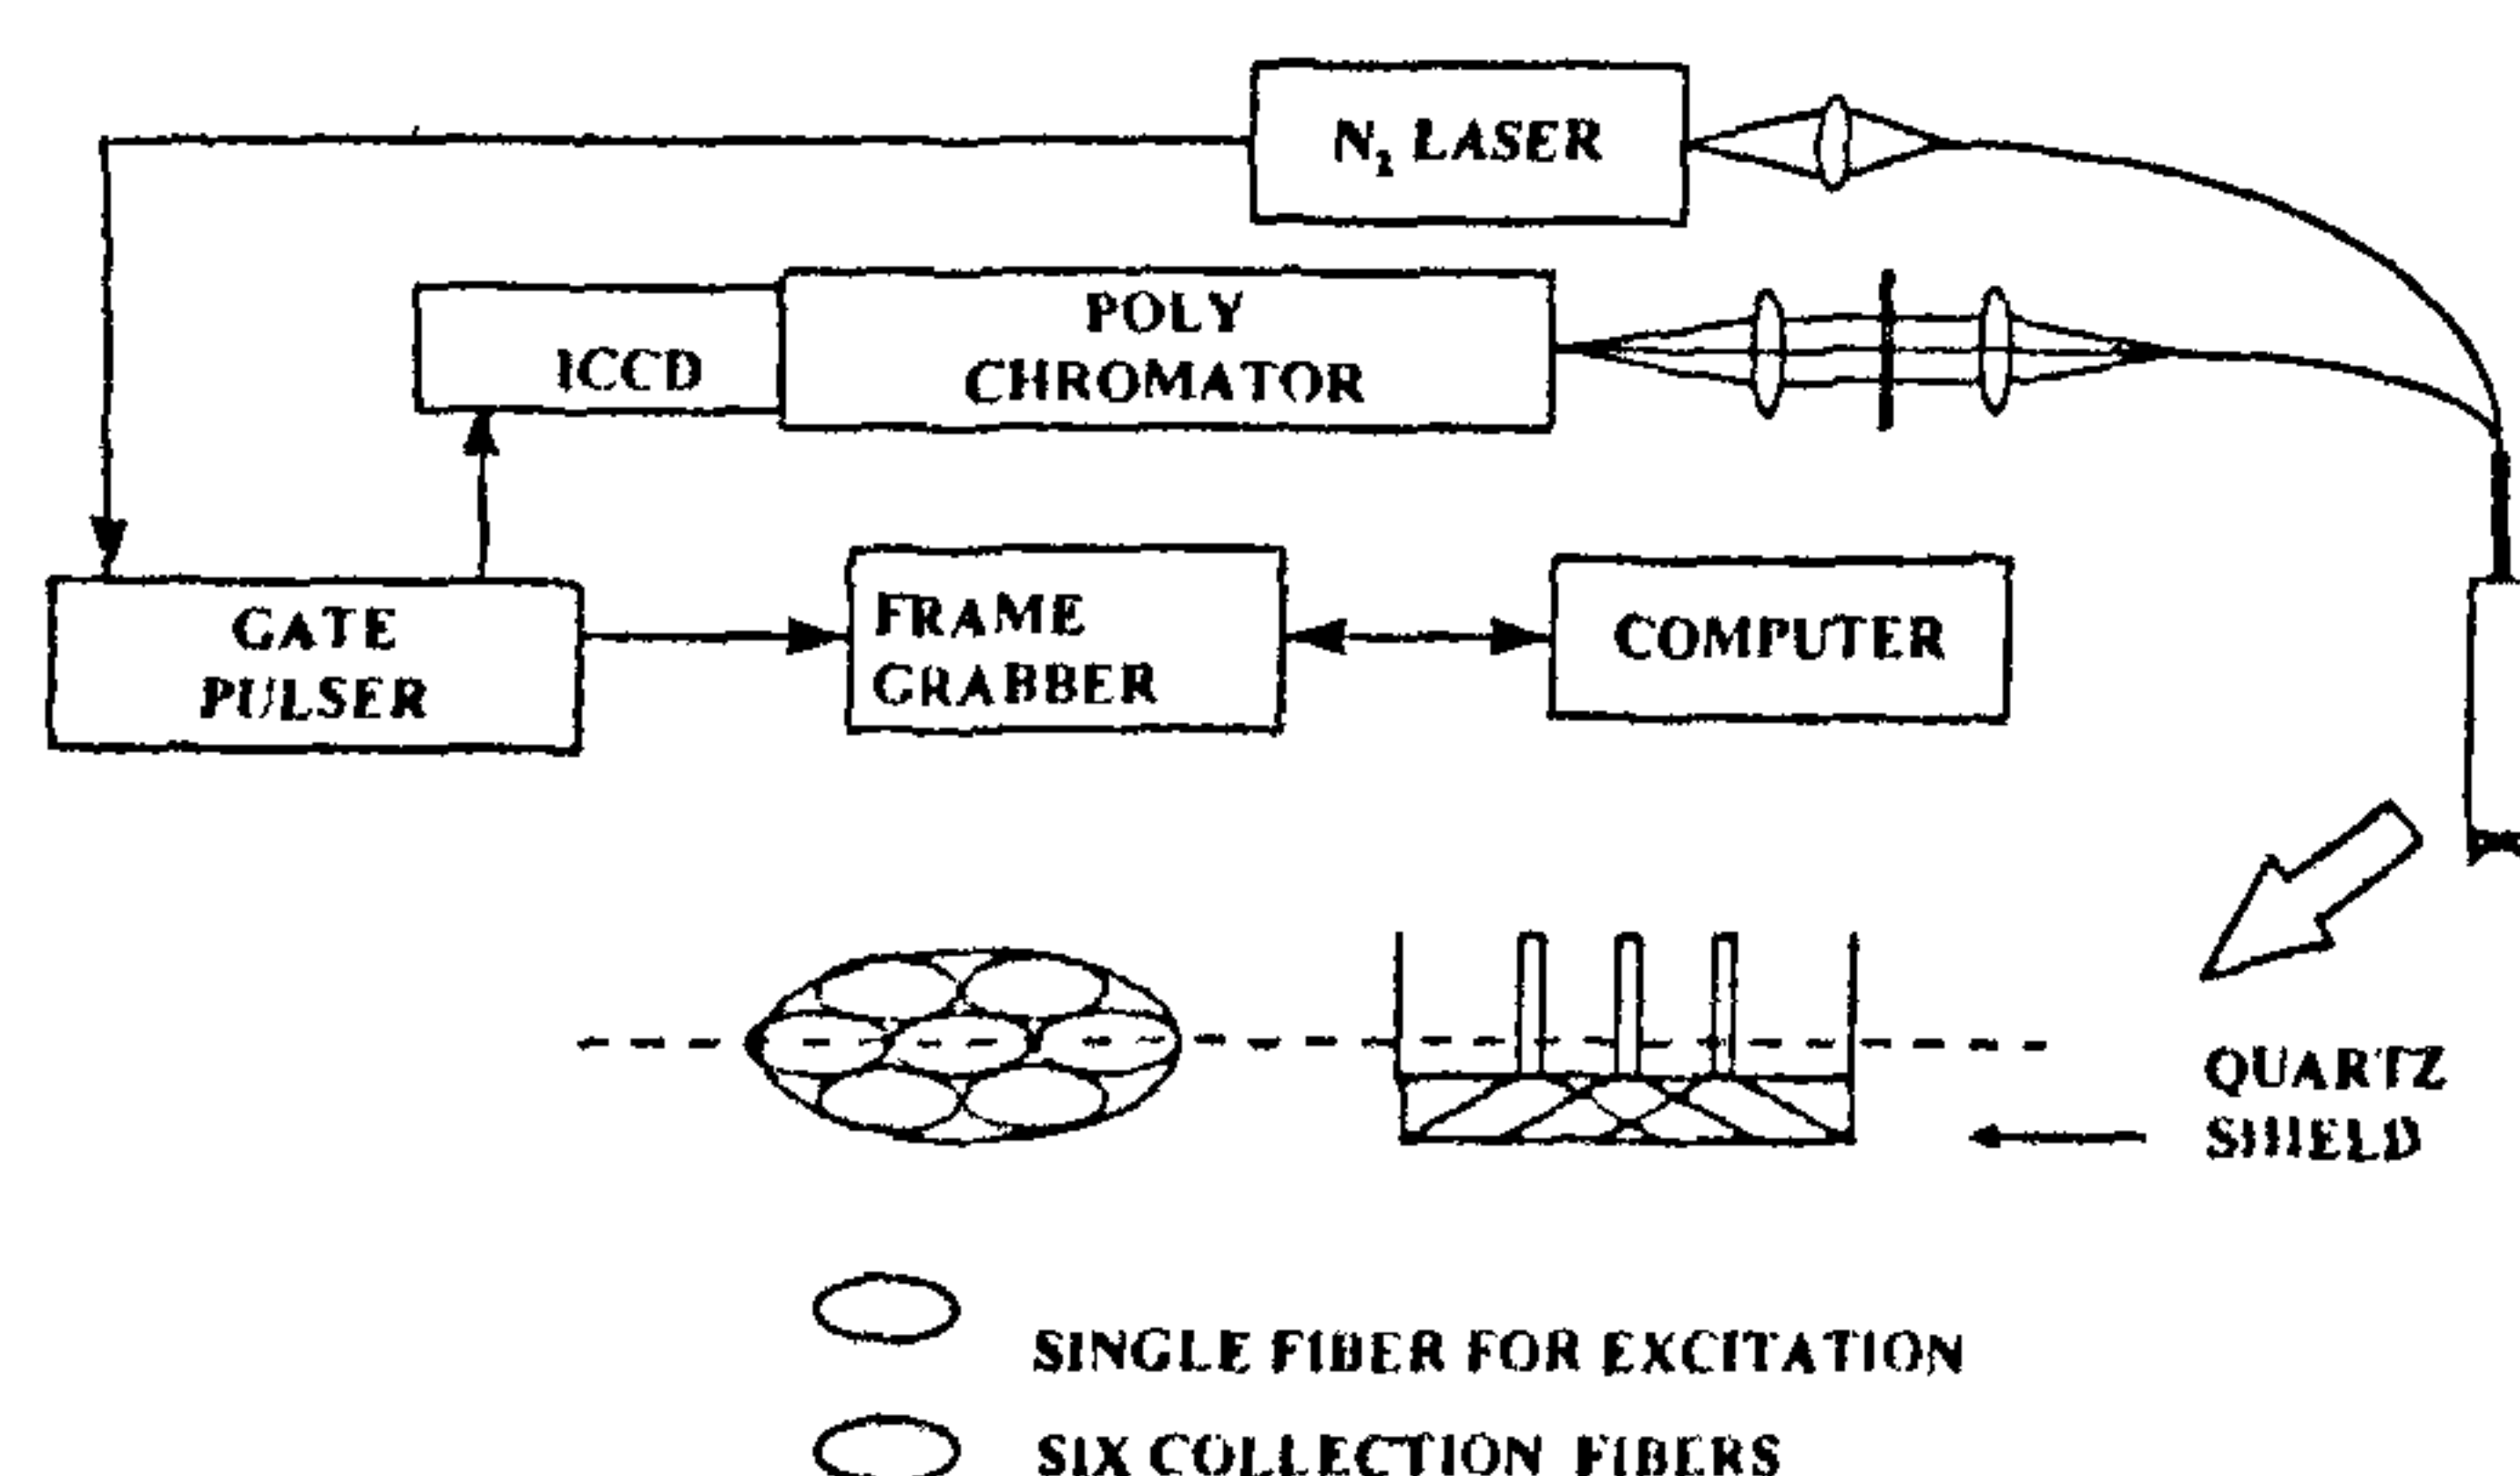 N₂ LASER
POLY
CHROMATOR
ICCD
GATE
PULSER
FRAME
GRABBER
COMPUTER
QUARTZ
SHIELD
SINGLE FIBER FOR EXCITATION
SIX COLLECTION FIBERS